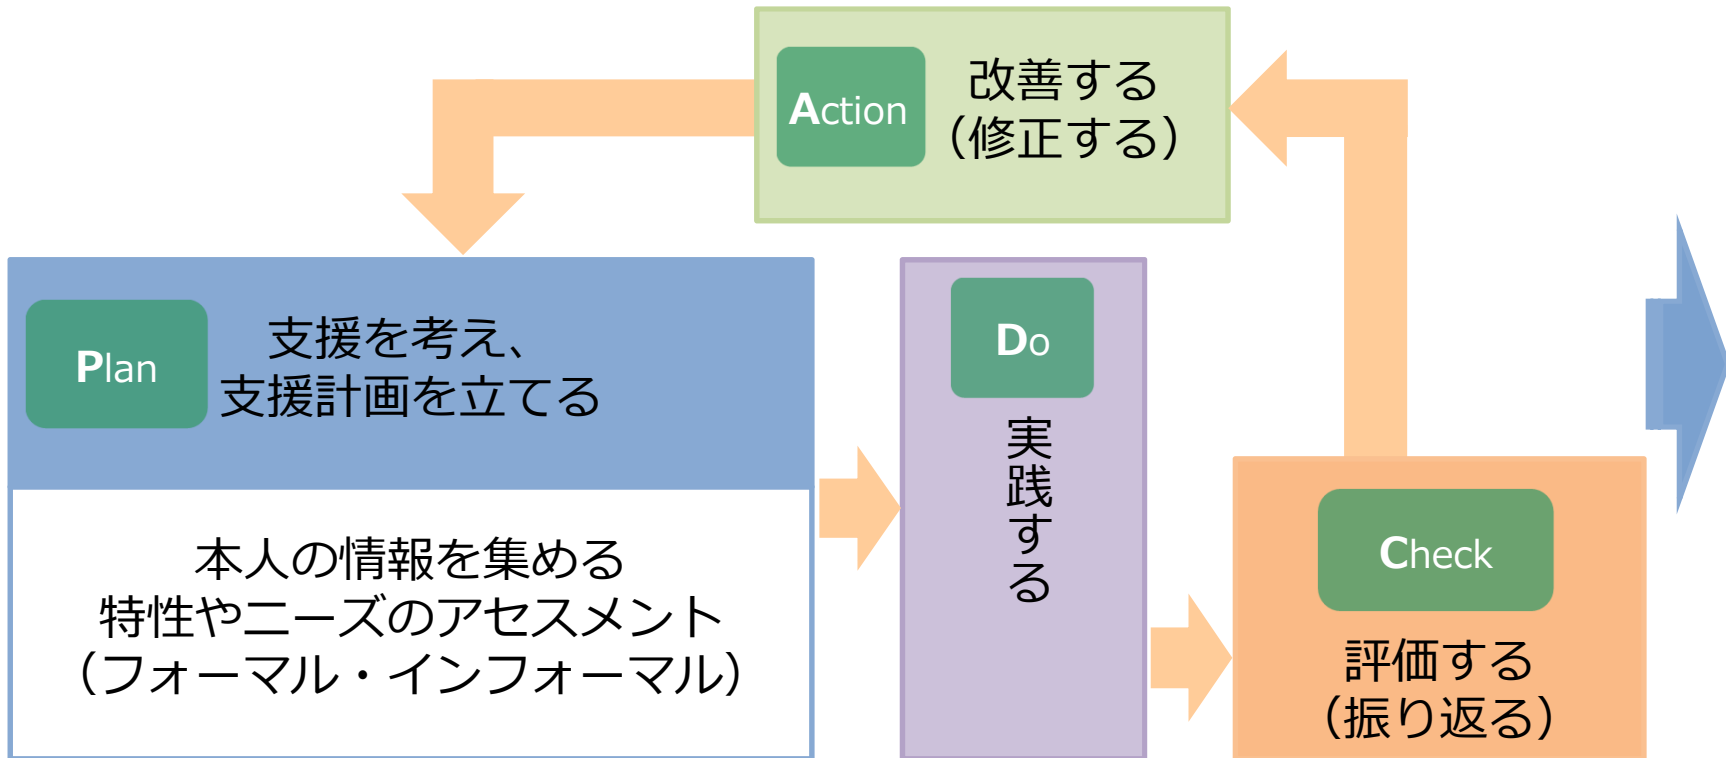 Action
改善する
（修正する）
Plan
支援を考え、
支援計画を立てる
本人の情報を集める
特性やニーズのアセスメント
（フォーマル・インフォーマル）
Do
実践する
Check
評価する
（振り返る）